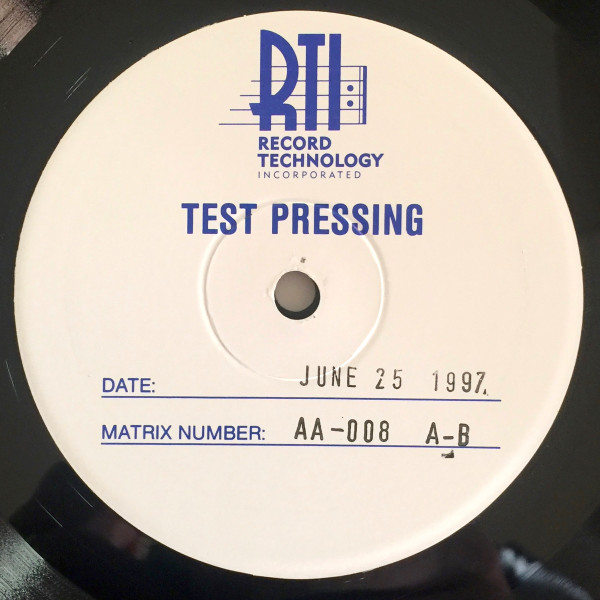 RTI
RECORD
TECHNOLOGY
INCORPORATED
TEST PRESSING
DATE: JUNE 25 1997
MATRIX NUMBER: AA-008 A-B